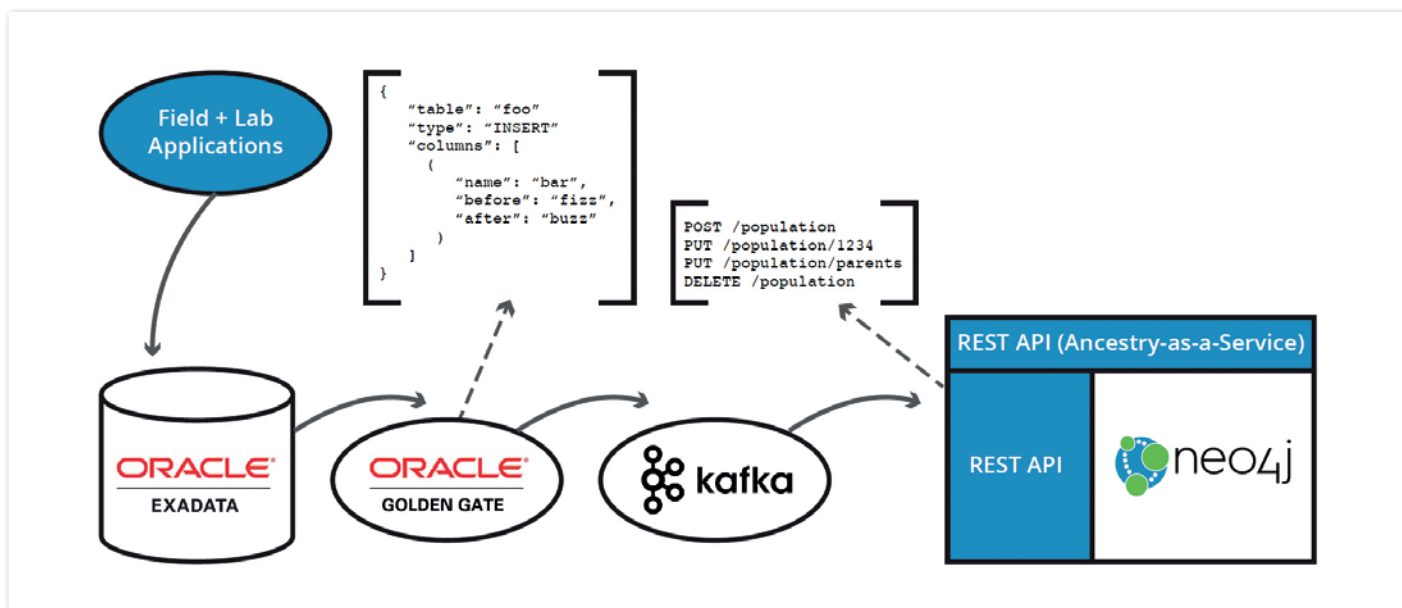 Field + Lab
Applications
{
“table”: “foo”
“type”: “INSERT”
“columns”: [
(
“name”: “bar”,
“before”: “fizz”,
“after”: “buzz”
)
]
}
POST /population
PUT /population/1234
PUT /population/parents
DELETE /population
ORACLE®
EXADATA
ORACLE®
GOLDEN GATE
kafka
REST API (Ancestry-as-a-Service)
REST API
neo4j